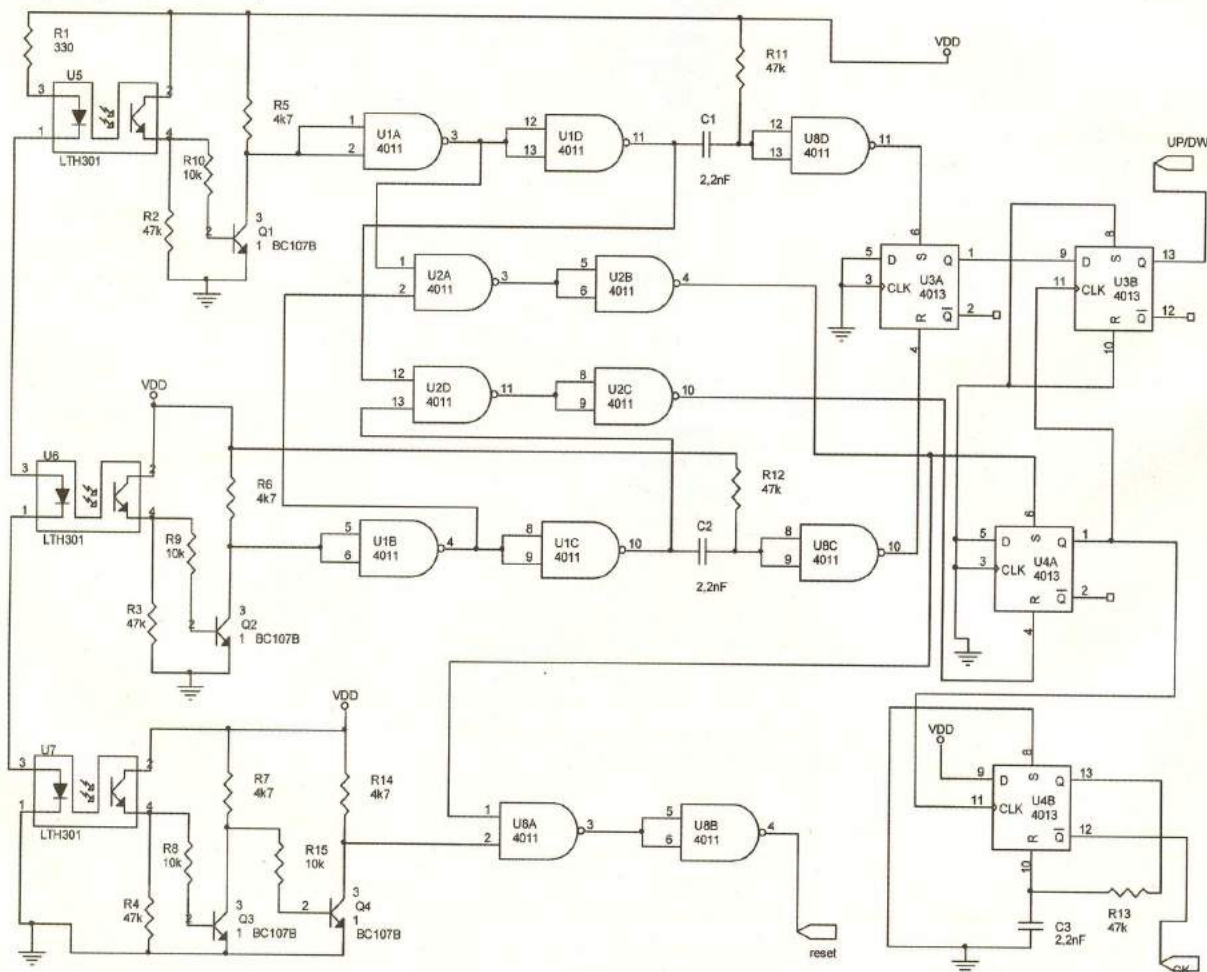 R1
330
U5
3
1
2
4
LTH301
R10
10k
R2
47k
R5
4k7
2
3
Q1
1 BC107B
1
2
U1A
4011
3
12
13
U1D
4011
11
C1
2,2nF
R11
47k
12
13
U8D
4011
11
VDD
UP/DW
1
2
U2A
4011
3
5
6
U2B
4011
4
12
13
U2D
4011
11
8
9
U2C
4011
10
6
5
3
D
S
Q
CLK
U3A
4013
R
Q
1
2
4
8
9
11
D
S
Q
CLK
U3B
4013
R
Q
13
12
10
VDD
U6
3
1
2
4
LTH301
R9
10k
R3
47k
R6
4k7
2
3
Q2
1 BC107B
5
6
U1B
4011
4
8
9
U1C
4011
10
C2
2,2nF
R12
47k
8
9
U8C
4011
10
6
5
3
D
S
Q
CLK
U4A
4013
R
Q
1
2
4
VDD
U7
3
1
2
4
LTH301
R8
10k
R4
47k
R7
4k7
R14
4k7
R15
10k
2
3
Q3
1
BC107B
2
3
Q4
1
BC107B
1
2
U8A
4011
3
5
6
U8B
4011
4
reset
VDD
8
9
11
D
S
Q
CLK
U4B
4013
R
Q
13
12
10
R13
47k
C3
2,2nF